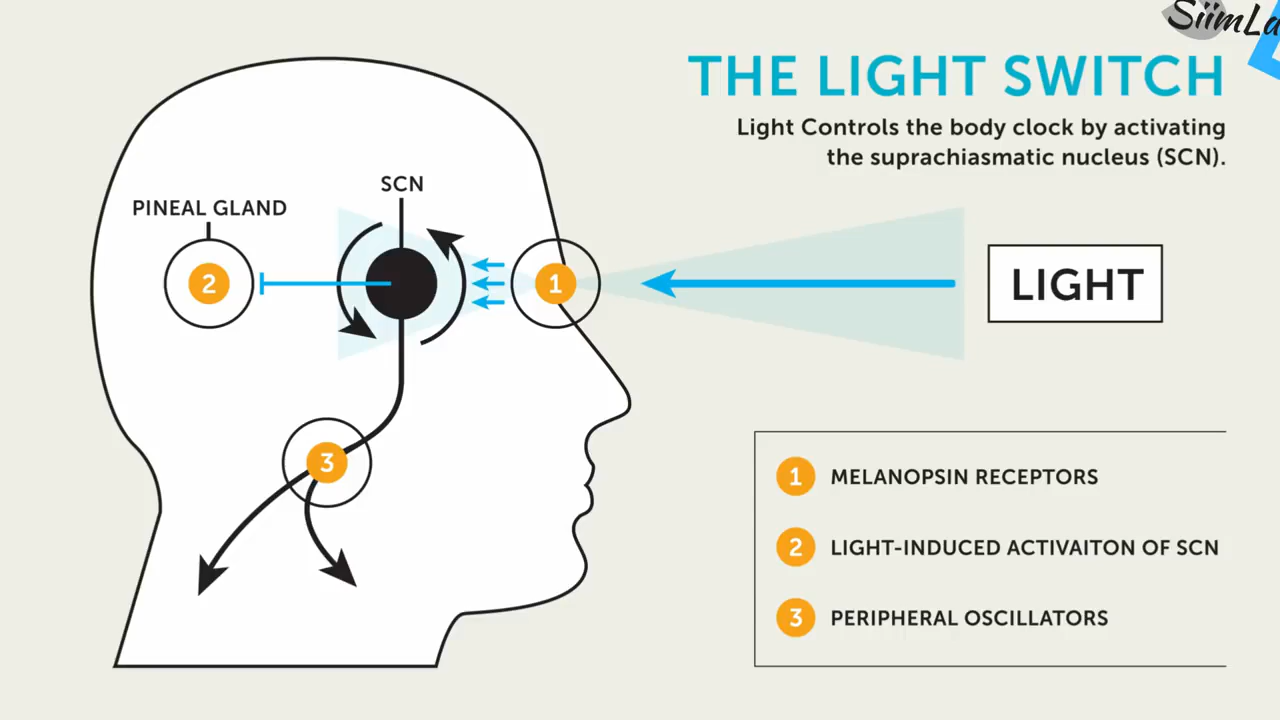 SiimLa
THE LIGHT SWITCH
Light Controls the body clock by activating
the suprachiasmatic nucleus (SCN).
SCN
PINEAL GLAND
2
1
LIGHT
3
1 MELANOPSIN RECEPTORS
2 LIGHT-INDUCED ACTIVAITON OF SCN
3 PERIPHERAL OSCILLATORS